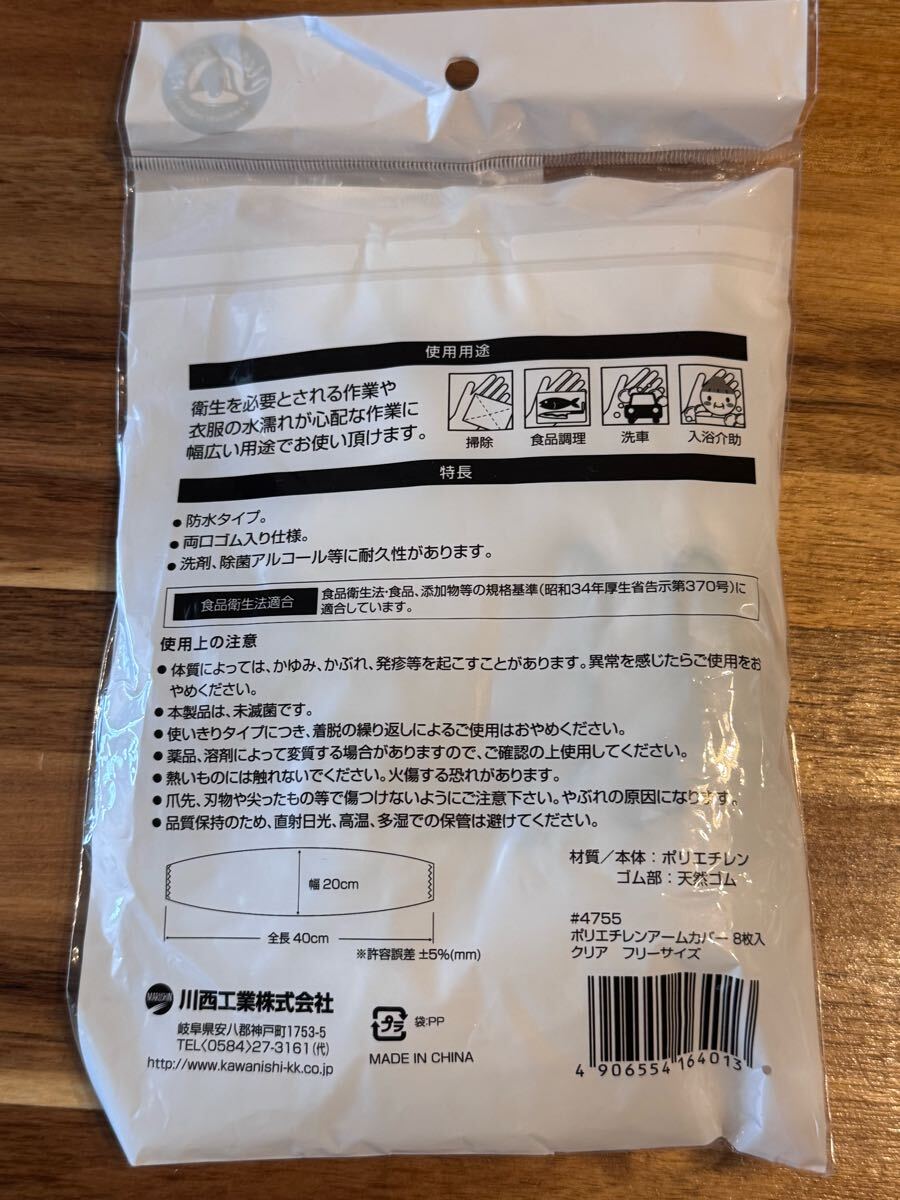 使用用途
衛生を必要とされる作業や
衣服の水濡れが心配な作業に
幅広い用途でお使い頂けます。
掃除
食品調理
洗車
入浴介助
特長
●防水タイプ。
●両口ゴム入り仕様。
●洗剤、除菌アルコール等に耐久性があります。
食品衛生法適合
食品衛生法・食品、添加物等の規格基準(昭和34年厚生省告示第370号)に
適合しています。
使用上の注意
●体質によっては、かゆみ、かぶれ、発疹等を起こすことがあります。異常を感じたらご使用をお
やめください。
●本製品は、未滅菌です。
●使いきりタイプにつき、着脱の繰り返しによるご使用はおやめください。
●薬品、溶剤によって変質する場合がありますので、ご確認の上使用してください。
●熱いものには触れないでください。火傷する恐れがあります。
●爪先、刃物や尖ったもの等で傷つけないようにご注意下さい。やぶれの原因になります。
●品質保持のため、直射日光、高温、多湿での保管は避けてください。
幅20cm
全長 40cm
※許容誤差 ±5%(mm)
材質/本体:ポリエチレン
ゴム部:天然ゴム
#4755
ポリエチレンアームカバー 8枚入
クリア フリーサイズ
MARUSHIN
川西工業株式会社
岐阜県安八郡神戸町1753-5
TEL〈0584〉27-3161(代)
http://www.kawanishi-kk.co.jp
プラ
袋:PP
MADE IN CHINA
4 906554 164013